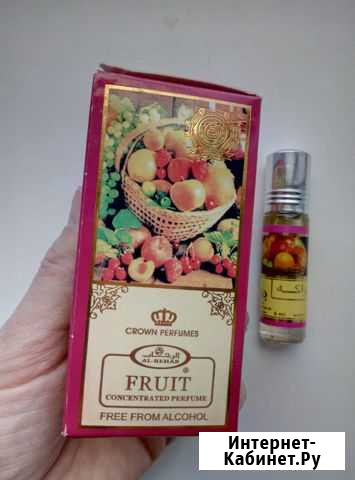 CROWN PERFUMES
الرحاب
AL-REHAB
FRUIT
CONCENTRATED PERFUME
FREE FROM ALCOHOL
Интернет-
Кабинет.Ру